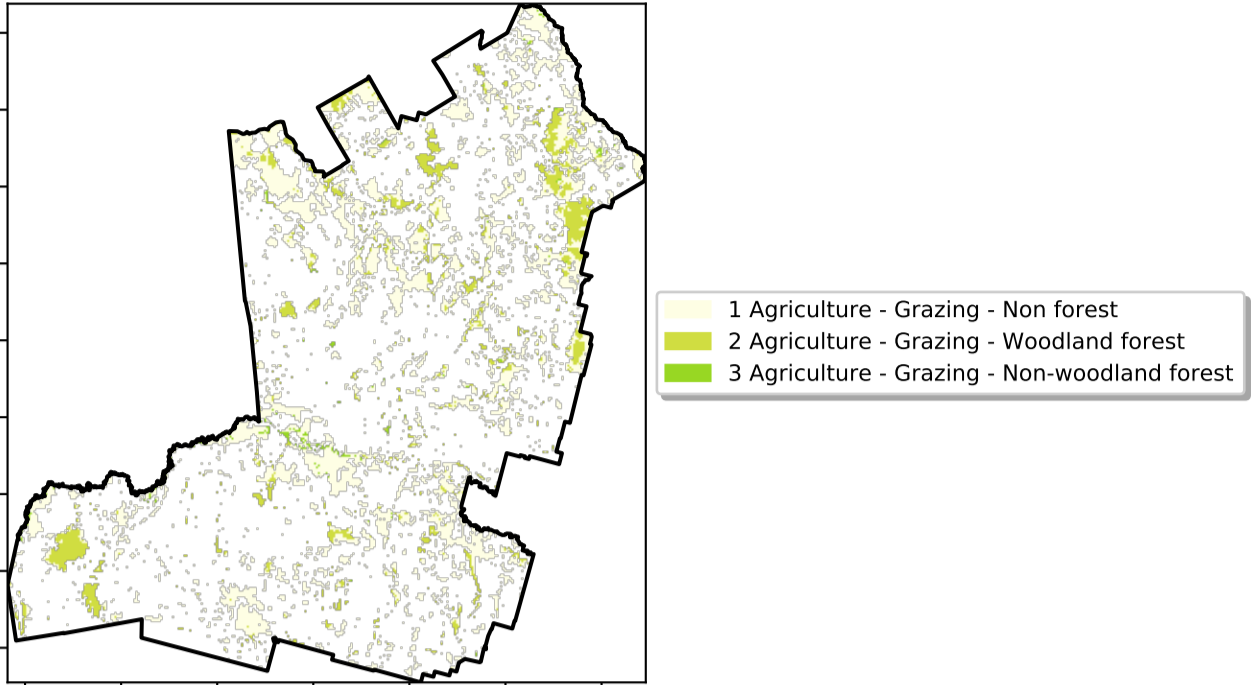 1 Agriculture - Grazing - Non forest
2 Agriculture - Grazing - Woodland forest
3 Agriculture - Grazing - Non-woodland forest